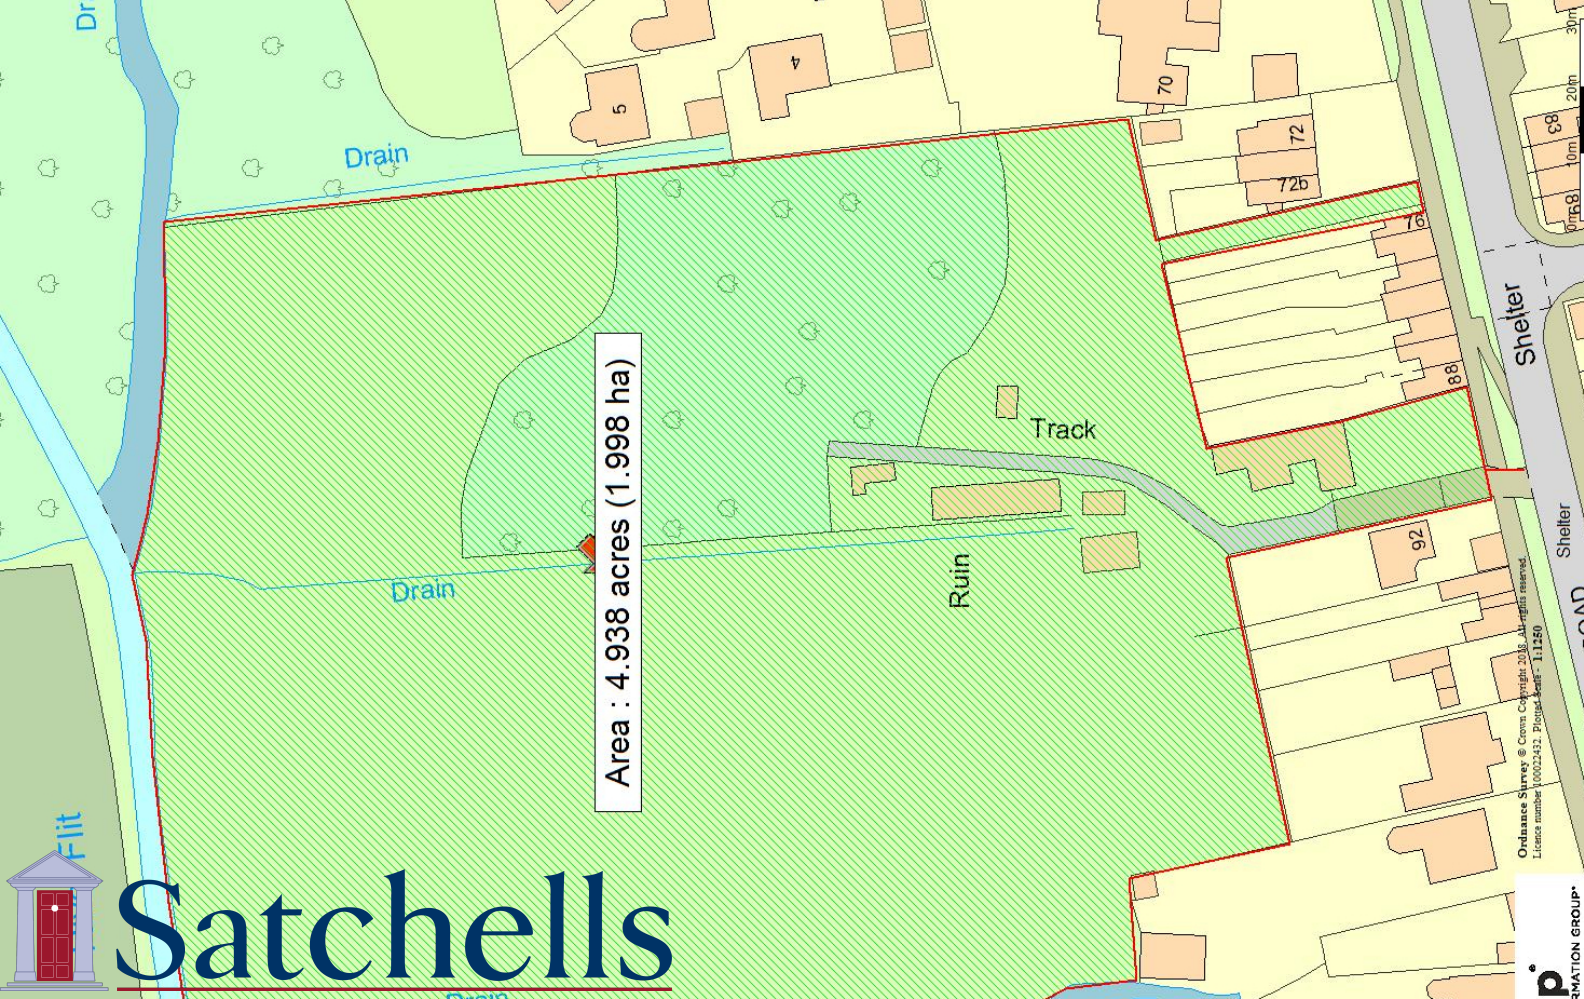 Drain
5
4
70
72
72b
76
88
83
30m
20m
10m
0m
Shelter
Track
Ruin
Shelter
92
Drain
Area : 4.938 acres (1.998 ha)
Flit
Drain
Ordnance Survey © Crown Copyright 2018. All rights reserved.
Licence number 100022432. Plotted Scale - 1:1250
Satchells